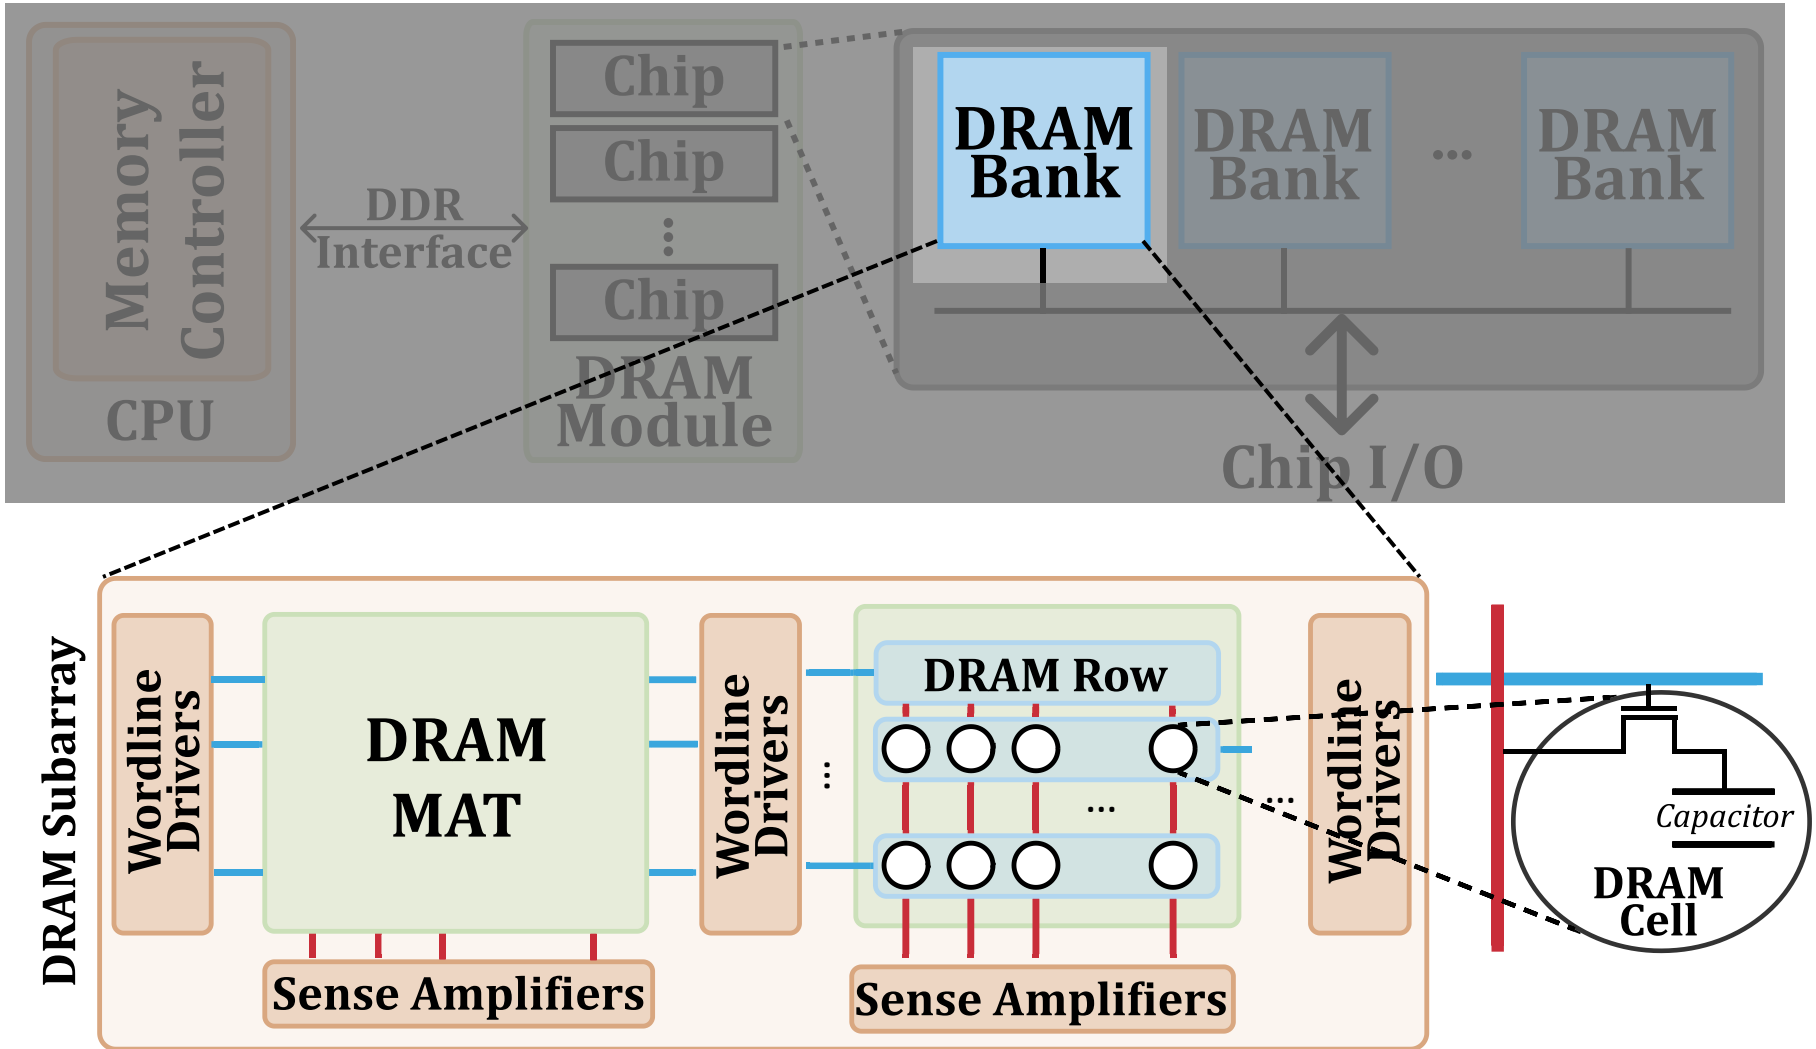 Memory
Controller
CPU
DDR
Interface
Chip
Chip
Chip
DRAM
Module
DRAM
Bank
DRAM
Bank
...
DRAM
Bank
Chip I/O
DRAM Subarray
Wordline
Drivers
DRAM
MAT
Sense Amplifiers
Wordline
Drivers
...
DRAM Row
...
Sense Amplifiers
...
Wordline
Drivers
Capacitor
DRAM
Cell